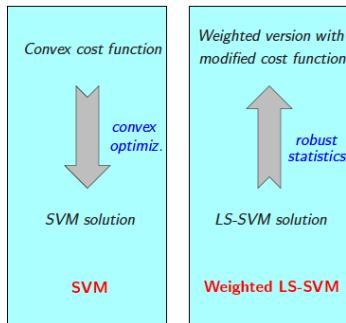 Convex cost function
convex
optimiz.
SVM solution
SVM
Weighted version with
modified cost function
robust
statistics
LS-SVM solution
Weighted LS-SVM